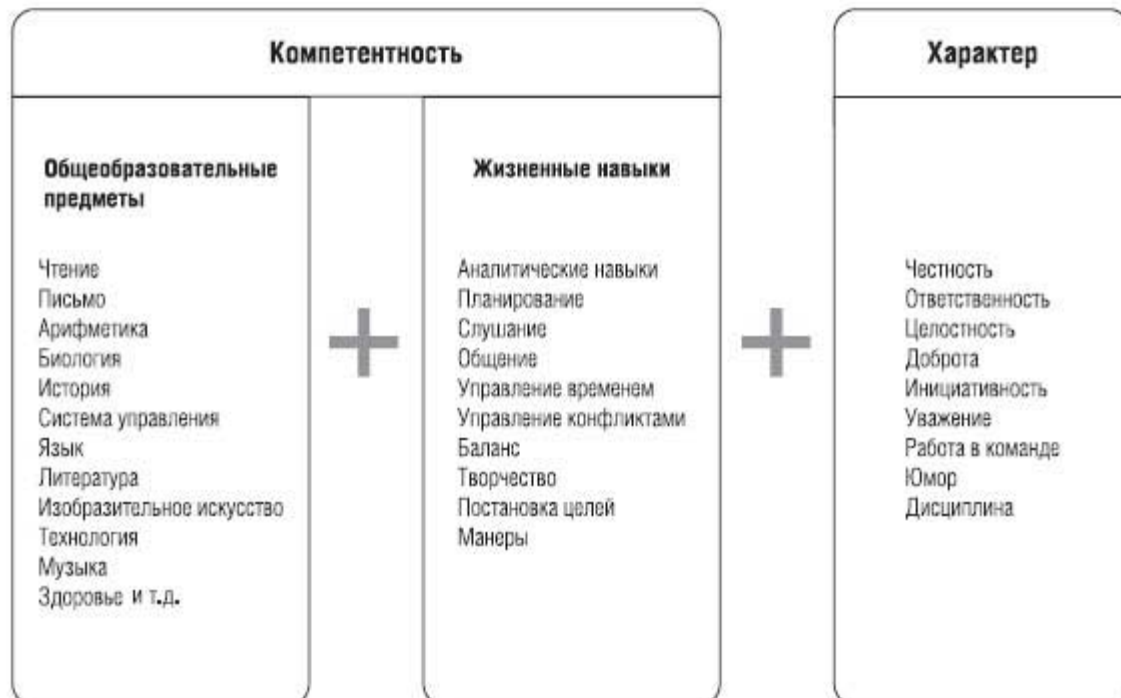 Компетентность
Общеобразовательные
предметы
Чтение
Письмо
Арифметика
Биология
История
Система управления
Язык
Литература
Изобразительное искусство
Технология
Музыка
Здоровье и т.д.
Жизненные навыки
Аналитические навыки
Планирование
Слушание
Общение
Управление временем
Управление конфликтами
Баланс
Творчество
Постановка целей
Манеры
Характер
Честность
Ответственность
Целостность
Доброта
Инициативность
Уважение
Работа в команде
Юмор
Дисциплина